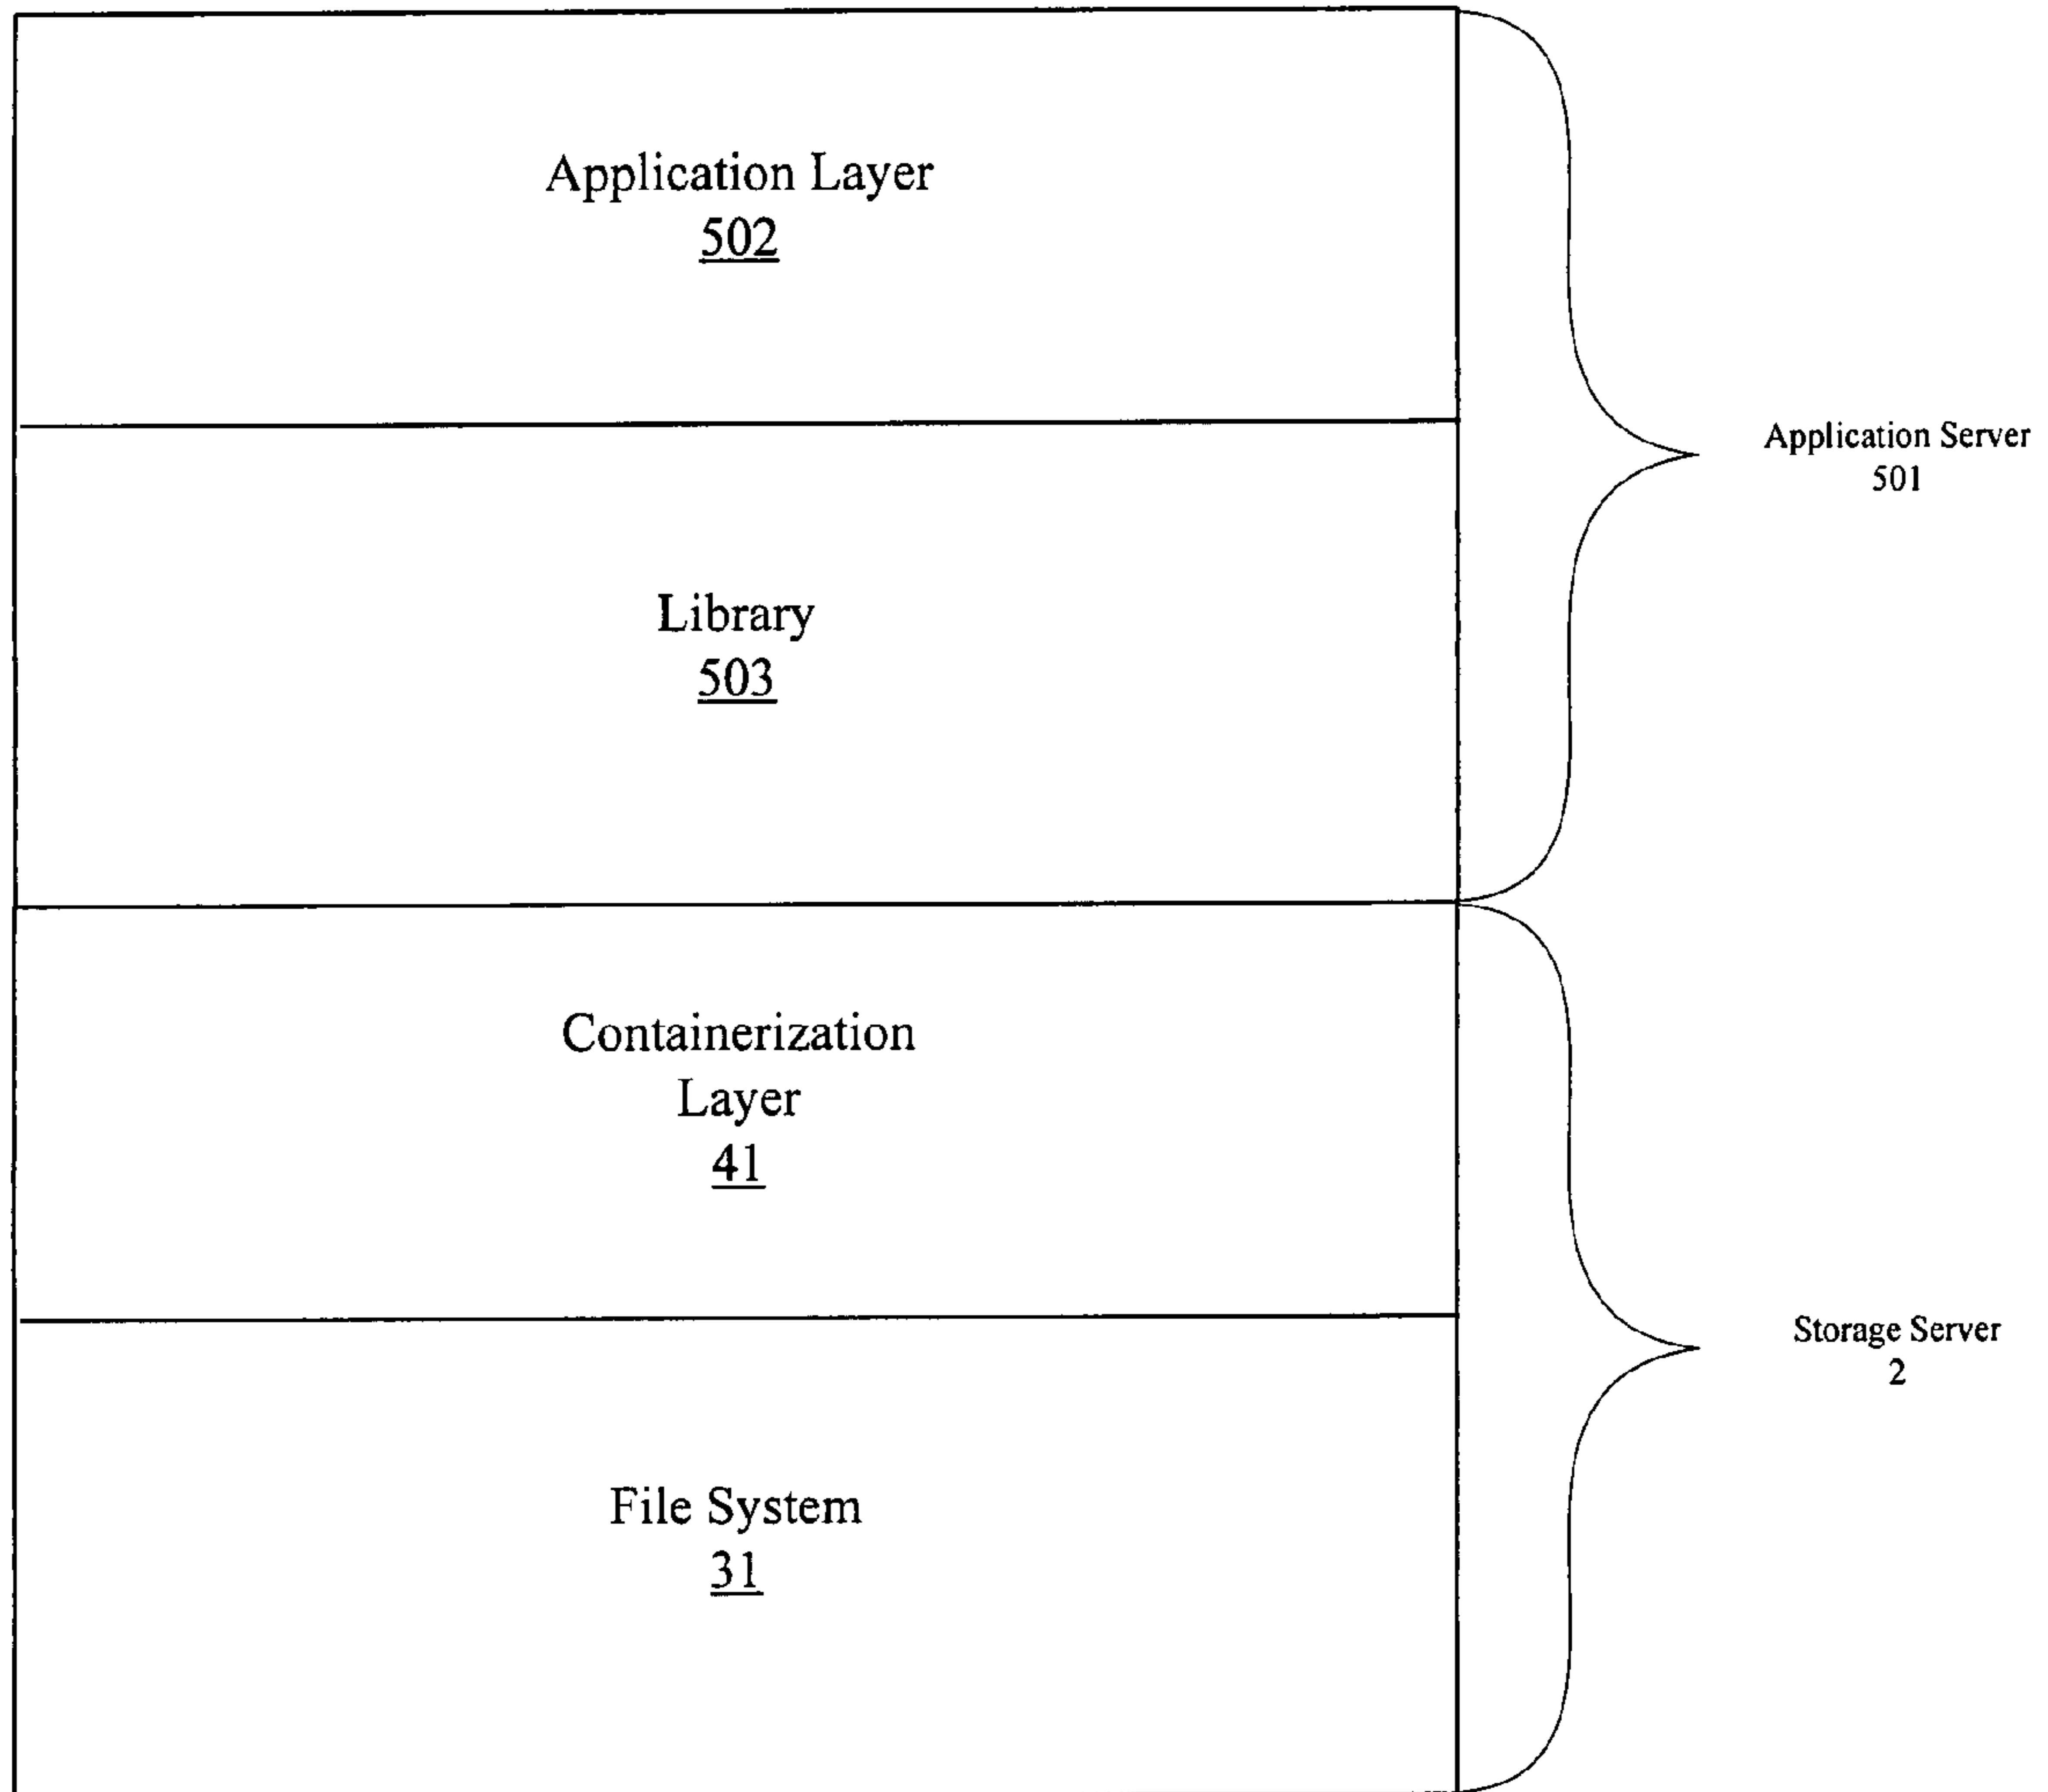 Application Layer
502
Application Server
501
Library
503
Containerization
Layer
41
Storage Server
2
File System
31